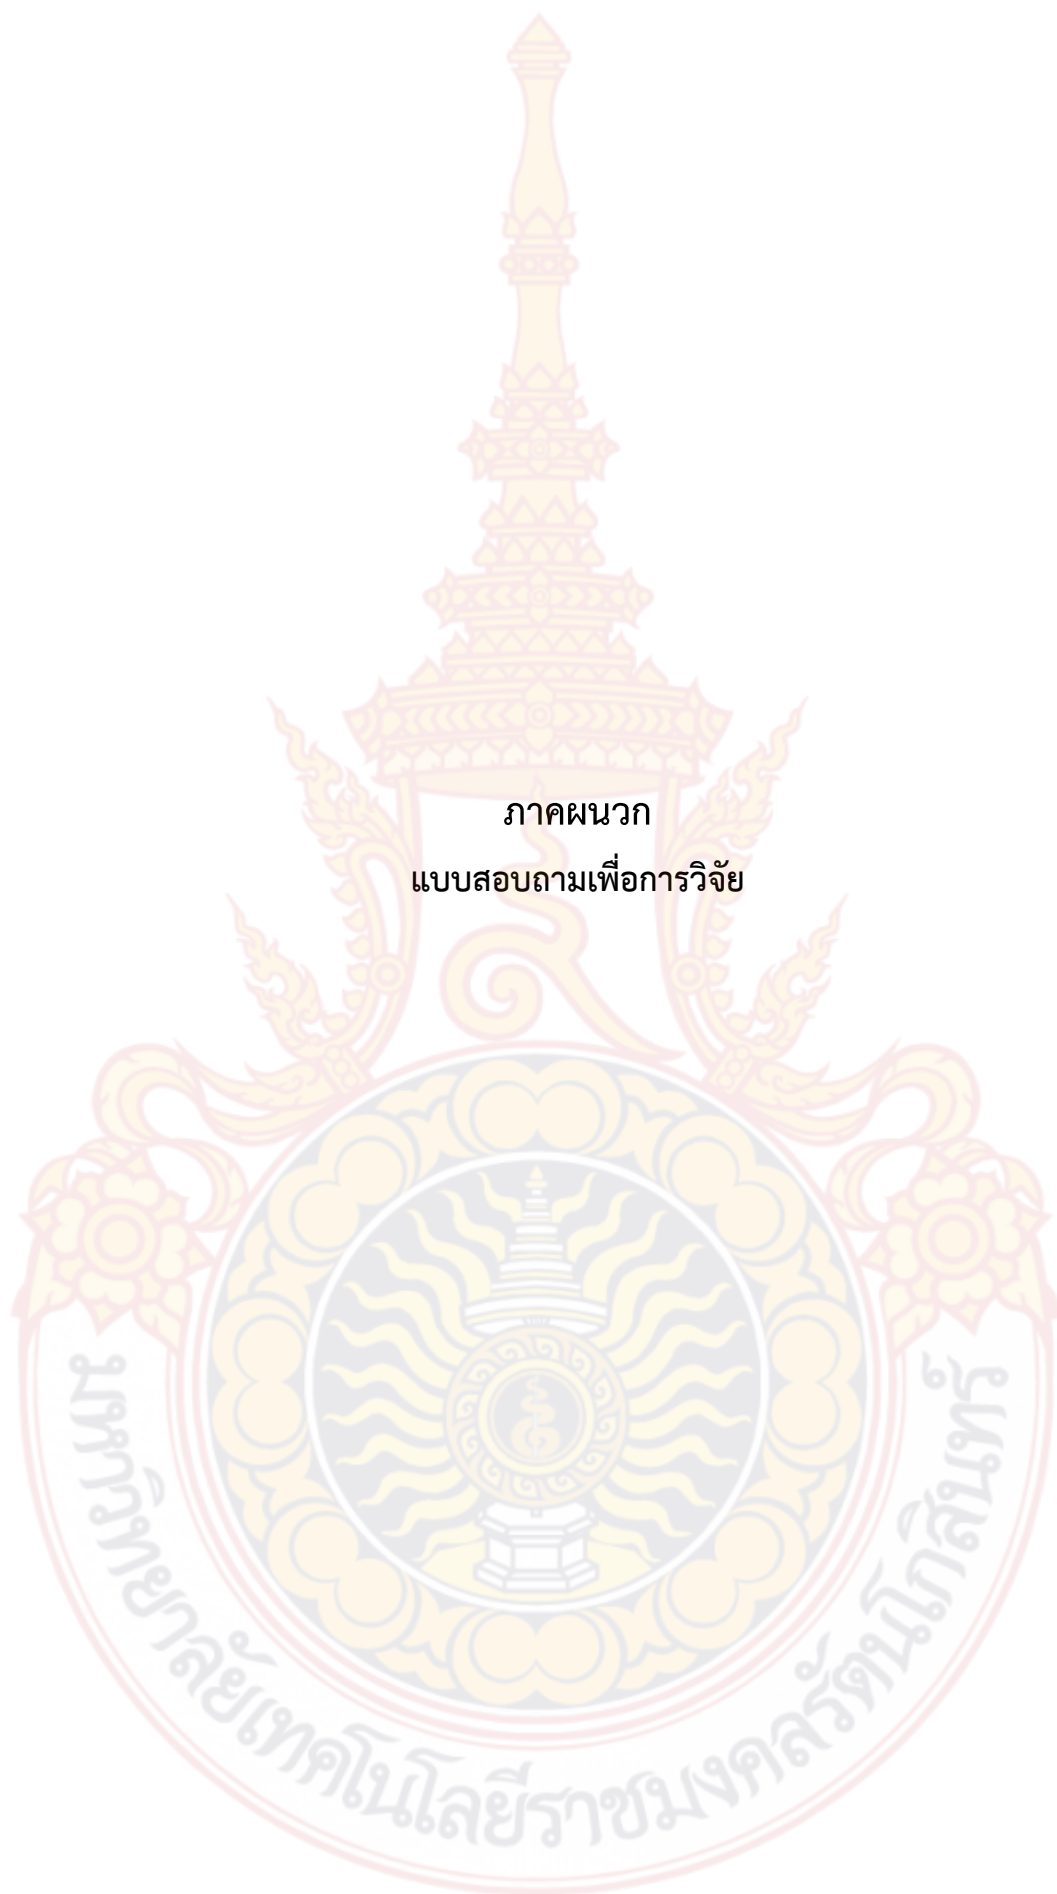 ภาคผนวก
แบบสอบถามเพื่อการวิจัย
มหาวิทยาลัยเทคโนโลยีราชมงคลรัตนโกสินทร์